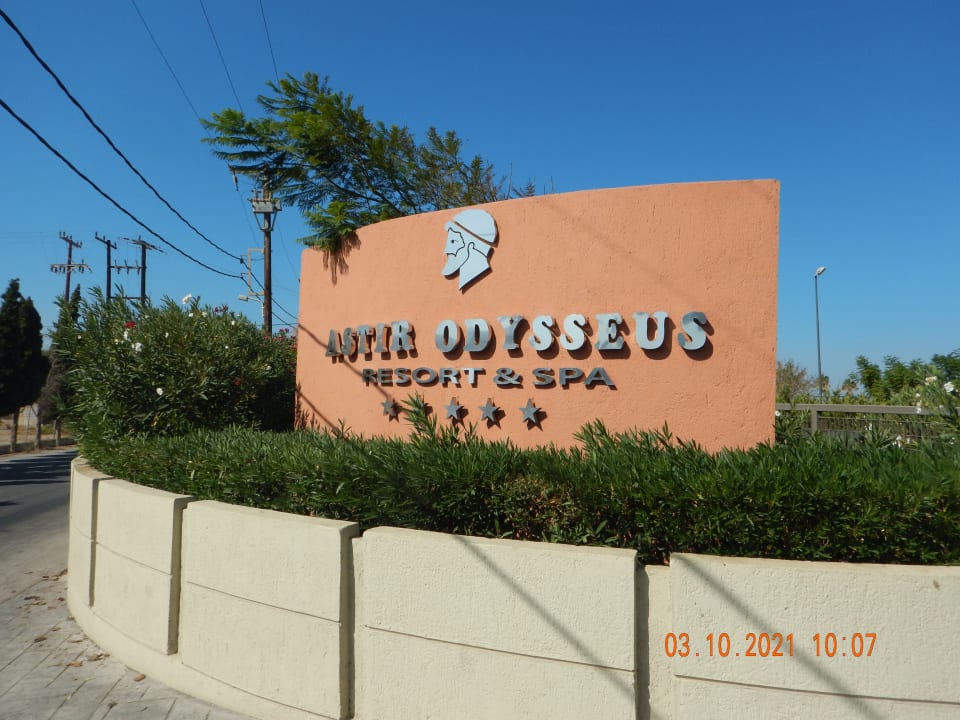 ASTIR ODYSSEUS
RESORT & SPA
03.10.2021 10:07